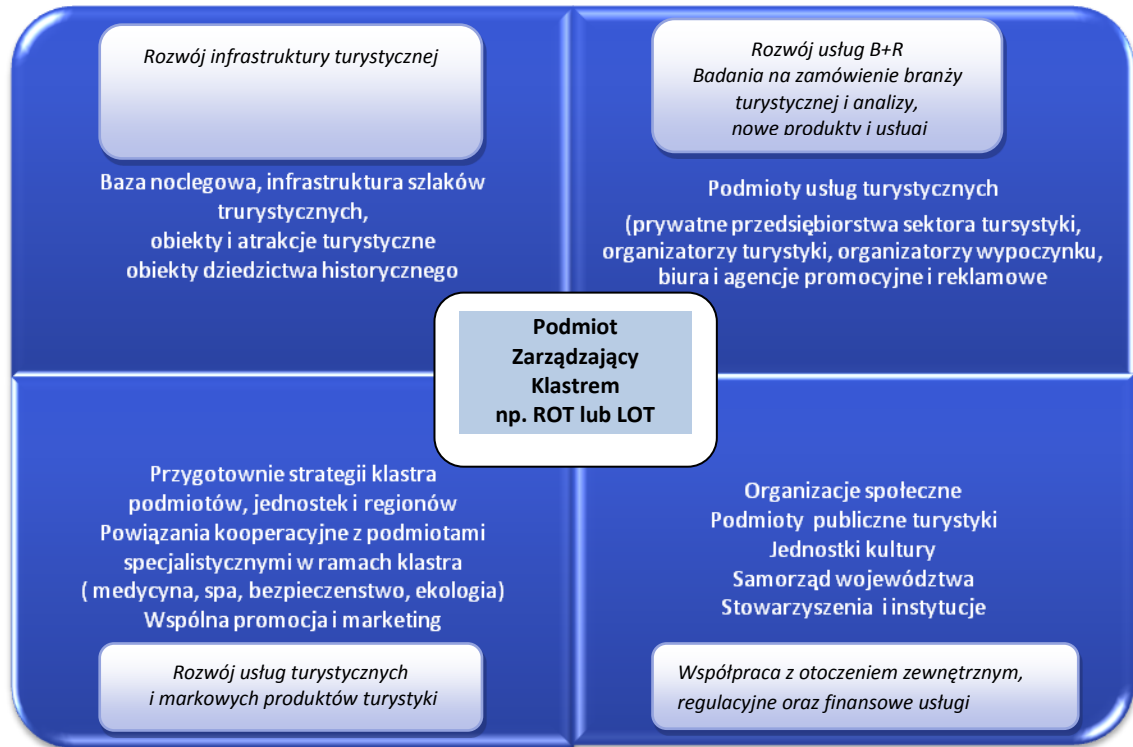 Rozwój infrastruktury turystycznej
Baza noclegowa, infrastruktura szlaków
trurystycznych,
obiekty i atrakcje turystyczne
obiekty dziedzictwa historycznego
Rozwój usług B+R
Badania na zamówienie branży
turystycznej i analizy,
nowe produkty i usługi
Podmioty usług turystycznych
(prywatne przedsiębiorstwa sektora tursystyki,
organizatorzy turystyki, organizatorzy wypoczynku,
biura i agencje promocyjne i reklamowe
Podmiot
Zarządzający
Klastrem
np. ROT lub LOT
Przygotownie strategii klastra
podmiotów, jednostek i regionów
Powiązania kooperacyjne z podmiotami
specjalistycznymi w ramach klastra
( medycyna, spa, bezpieczenstwo, ekologia)
Wspólna promocja i marketing
Rozwój usług turystycznych
i markowych produktów turystyki
Organizacje społeczne
Podmioty publiczne turystyki
Jednostki kultury
Samorząd województwa
Stowarzyszenia i instytucje
Współpraca z otoczeniem zewnętrznym,
regulacyjne oraz finansowe usługi